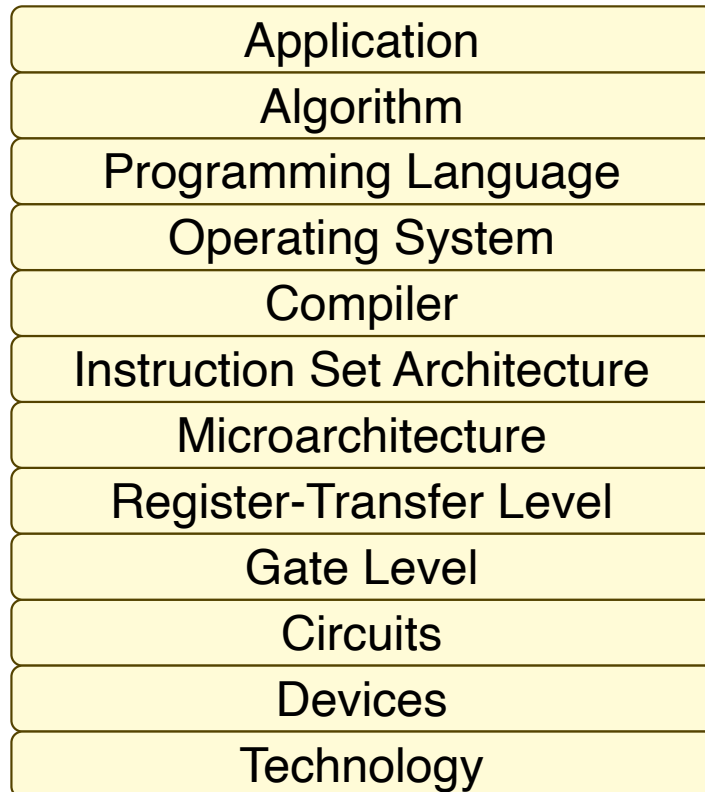 Application
Algorithm
Programming Language
Operating System
Compiler
Instruction Set Architecture
Microarchitecture
Register-Transfer Level
Gate Level
Circuits
Devices
Technology